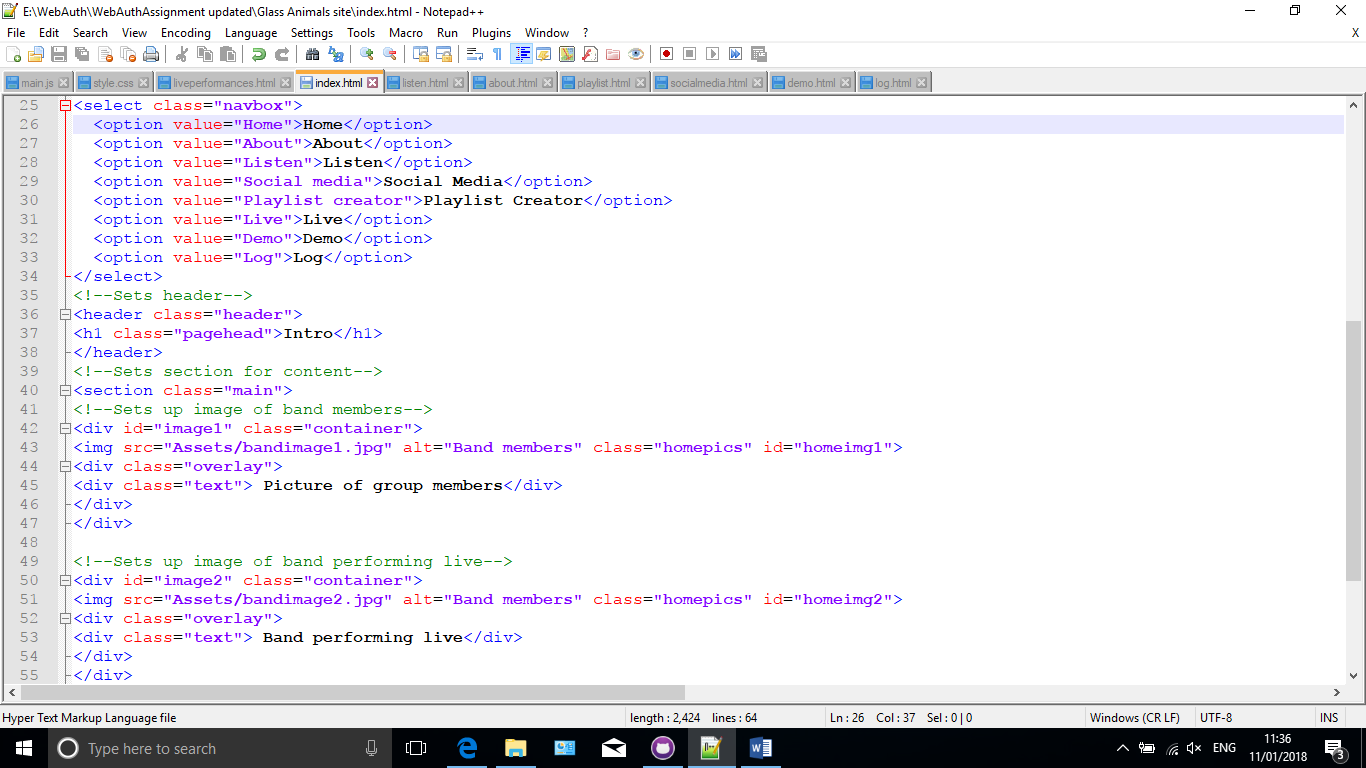 E:\WebAuth\WebAuthAssignment updated\Glass Animals site\index.html - Notepad++
File Edit Search View Encoding Language Settings Tools Macro Run Plugins Window ? X
main.js style.css liveperformances.html index.html listen.html about.html playlist.html socialmedia.html demo.html log.html
25 <select class="navbox">
26 <option value="Home">Home</option>
27 <option value="About">About</option>
28 <option value="Listen">Listen</option>
29 <option value="Social media">Social Media</option>
30 <option value="Playlist creator">Playlist Creator</option>
31 <option value="Live">Live</option>
32 <option value="Demo">Demo</option>
33 <option value="Log">Log</option>
34 </select>
35 <!--Sets header-->
36 <header class="header">
37 <h1 class="pagehead">Intro</h1>
38 </header>
39 <!--Sets section for content-->
40 <section class="main">
41 <!--Sets up image of band members-->
42 <div id="image1" class="container">
43 <img src="Assets/bandimage1.jpg" alt="Band members" class="homepics" id="homeimg1">
44 <div class="overlay">
45 <div class="text"> Picture of group members</div>
46 </div>
47 </div>
48
49 <!--Sets up image of band performing live-->
50 <div id="image2" class="container">
51 <img src="Assets/bandimage2.jpg" alt="Band members" class="homepics" id="homeimg2">
52 <div class="overlay">
53 <div class="text"> Band performing live</div>
54 </div>
55 </div>
Hyper Text Markup Language file length : 2,424 lines : 64 Ln : 26 Col : 37 Sel : 0 | 0 Windows (CR LF) UTF-8 INS
Type here to search ENG 11:36
11/01/2018 3